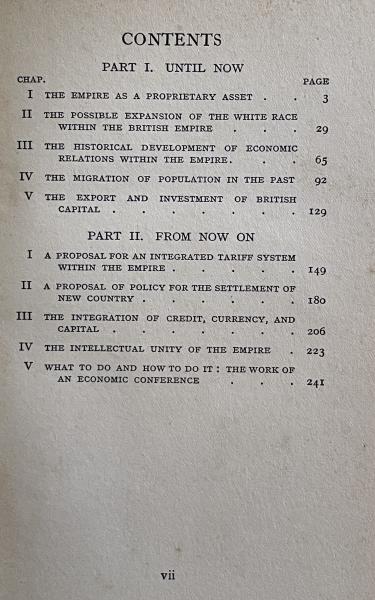 CONTENTS
PART I. UNTIL NOW
CHAP. PAGE
I THE EMPIRE AS A PROPRIETARY ASSET . . 3
II THE POSSIBLE EXPANSION OF THE WHITE RACE
WITHIN THE BRITISH EMPIRE . . . 29
III THE HISTORICAL DEVELOPMENT OF ECONOMIC
RELATIONS WITHIN THE EMPIRE. . . 65
IV THE MIGRATION OF POPULATION IN THE PAST 92
V THE EXPORT AND INVESTMENT OF BRITISH
CAPITAL . . . . . . . 129
PART II. FROM NOW ON
I A PROPOSAL FOR AN INTEGRATED TARIFF SYSTEM
WITHIN THE EMPIRE . . . . . 149
II A PROPOSAL OF POLICY FOR THE SETTLEMENT OF
NEW COUNTRY . . . . . . 180
III THE INTEGRATION OF CREDIT, CURRENCY, AND
CAPITAL . . . . . . . 206
IV THE INTELLECTUAL UNITY OF THE EMPIRE . 223
V WHAT TO DO AND HOW TO DO IT : THE WORK OF
AN ECONOMIC CONFERENCE . . . 241
vii